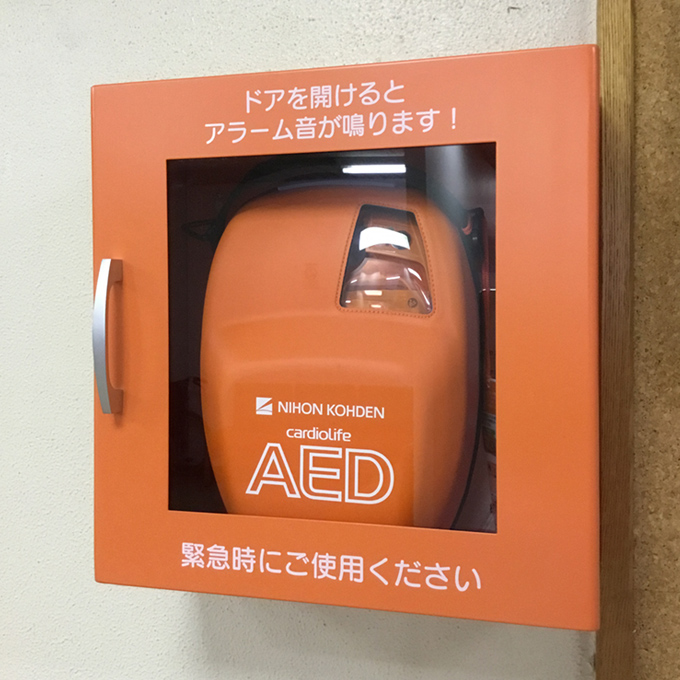 ドアを開けると
アラーム音が鳴ります！
NIHON KOHDEN
cardiolife
AED
緊急時にご使用ください